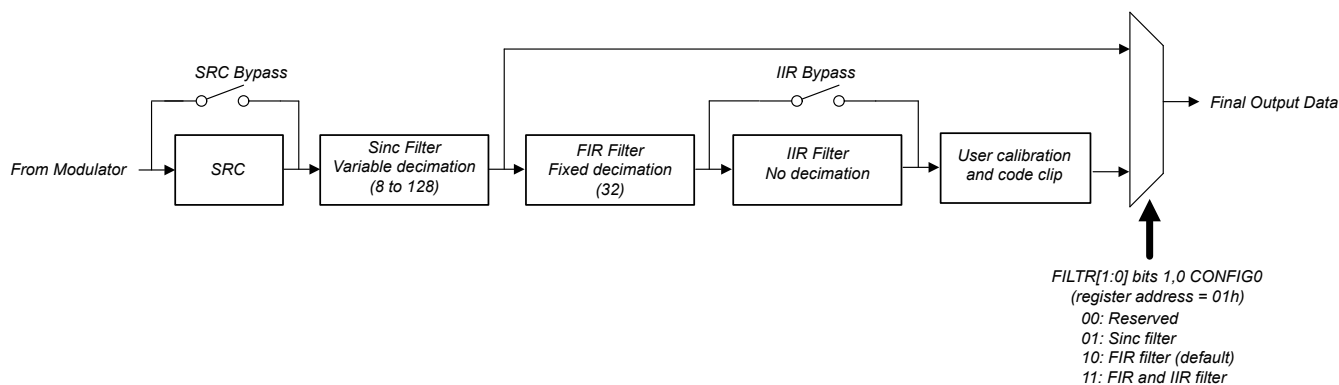 SRC Bypass
IIR Bypass
From Modulator
SRC
Sinc Filter
Variable decimation
(8 to 128)
FIR Filter
Fixed decimation
(32)
IIR Filter
No decimation
User calibration
and code clip
Final Output Data
FILTR[1:0] bits 1,0 CONFIG0
(register address = 01h)
00: Reserved
01: Sinc filter
10: FIR filter (default)
11: FIR and IIR filter